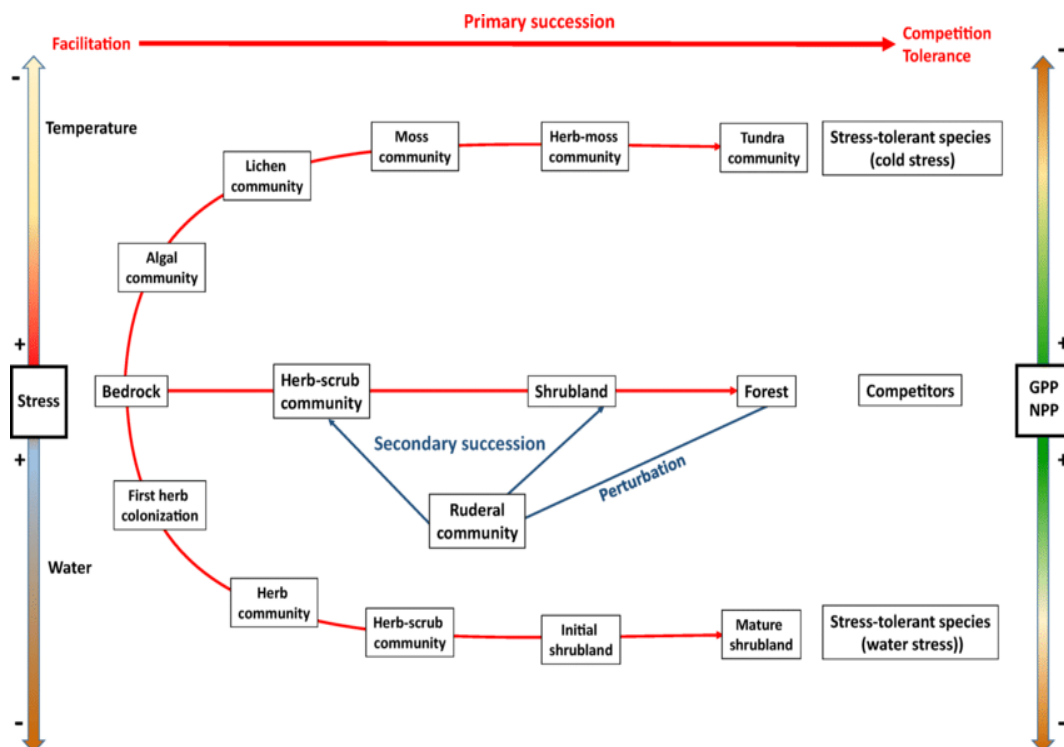 Primary succession
Facilitation
Competition
Tolerance
-
-
Temperature
Moss
community
Herb-moss
community
Tundra
community
Stress-tolerant species
(cold stress)
Lichen
community
Algal
community
+
+
Stress
Bedrock
Herb-scrub
community
Shrubland
Forest
Competitors
GPP
NPP
+
+
Secondary succession
Perturbation
First herb
colonization
Ruderal
community
Water
Herb
community
Herb-scrub
community
Initial
shrubland
Mature
shrubland
Stress-tolerant species
(water stress))
-
-